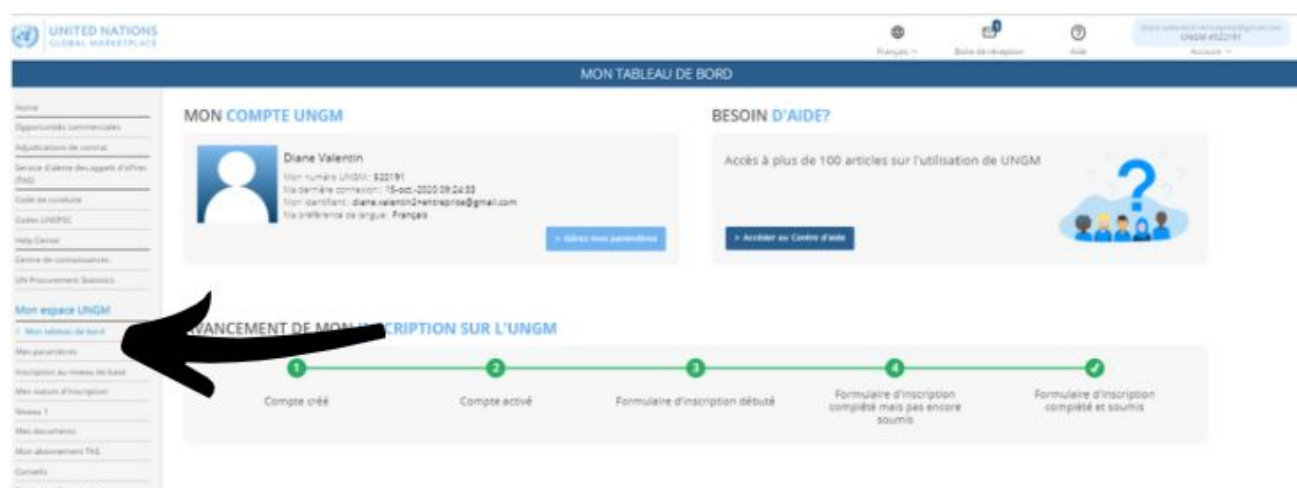 UNITED NATIONS
GLOBAL MARKETPLACE
Français
Boîte de réception
Aide
UNGM #522191
Account
MON TABLEAU DE BORD
Home
Opportunités commerciales
Adjudications de contrat
Service d'alerte des appels d'offres
(TAS)
Code de conduite
Codes UNSPSC
Help Center
Centre de connaissances
UN Procurement Statistics
Mon espace UNGM
Mon tableau de bord
Mes paramètres
Inscription au niveau de base
Mes statuts d'inscription
Niveau 1
Mes documents
Mon abonnement TAS
Conseils
MON COMPTE UNGM
Diane Valentin
Mon numéro UNGM: 522191
Ma dernière connexion: 15-oct.-2020 09:24:33
Mon identifiant: diane.valentin2+entreprise@gmail.com
Ma préférence de langue: Français
> Gérez mes paramètres
BESOIN D'AIDE?
Accès à plus de 100 articles sur l'utilisation de UNGM
> Accéder au Centre d'aide
AVANCEMENT DE MON INSCRIPTION SUR L'UNGM
1
2
3
4
Compte créé
Compte activé
Formulaire d'inscription débuté
Formulaire d'inscription
complété mais pas encore
soumis
Formulaire d'inscription
complété et soumis